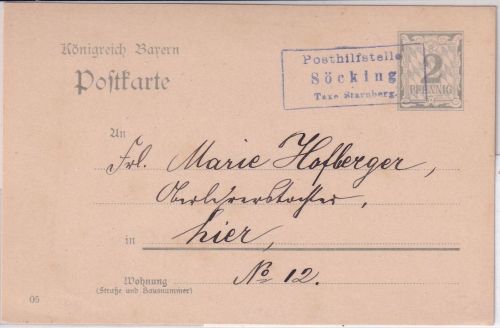 Königreich Bayern
Postkarte
Posthilfstelle
Söcking
Taxe Starnberg.
2
PFENNIG
An
Frl. Marie Hofberger,
Oberlehrerstochter,
in hier,
Wohnung No 12.
(Straße und Hausnummer)
05